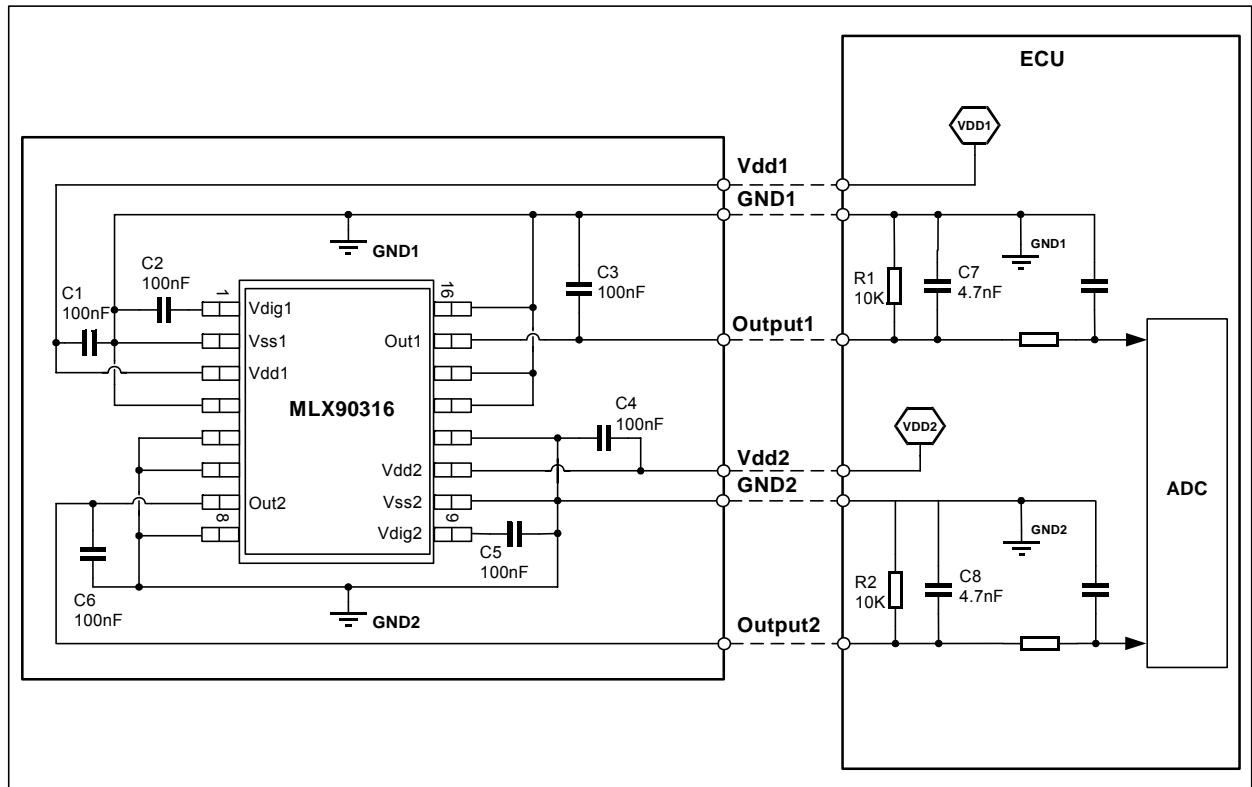 ECU
VDD1
Vdd1
GND1
GND1
GND1
C2
100nF
C1
100nF
C3
100nF
R1
10K
C7
4.7nF
1
16
Vdig1
Vss1
Out1
Output1
Vdd1
MLX90316
C4
100nF
VDD2
Vdd2
Vdd2
GND2
ADC
Out2
Vss2
8
9
Vdig2
GND2
C5
100nF
C6
100nF
GND2
R2
10K
C8
4.7nF
Output2